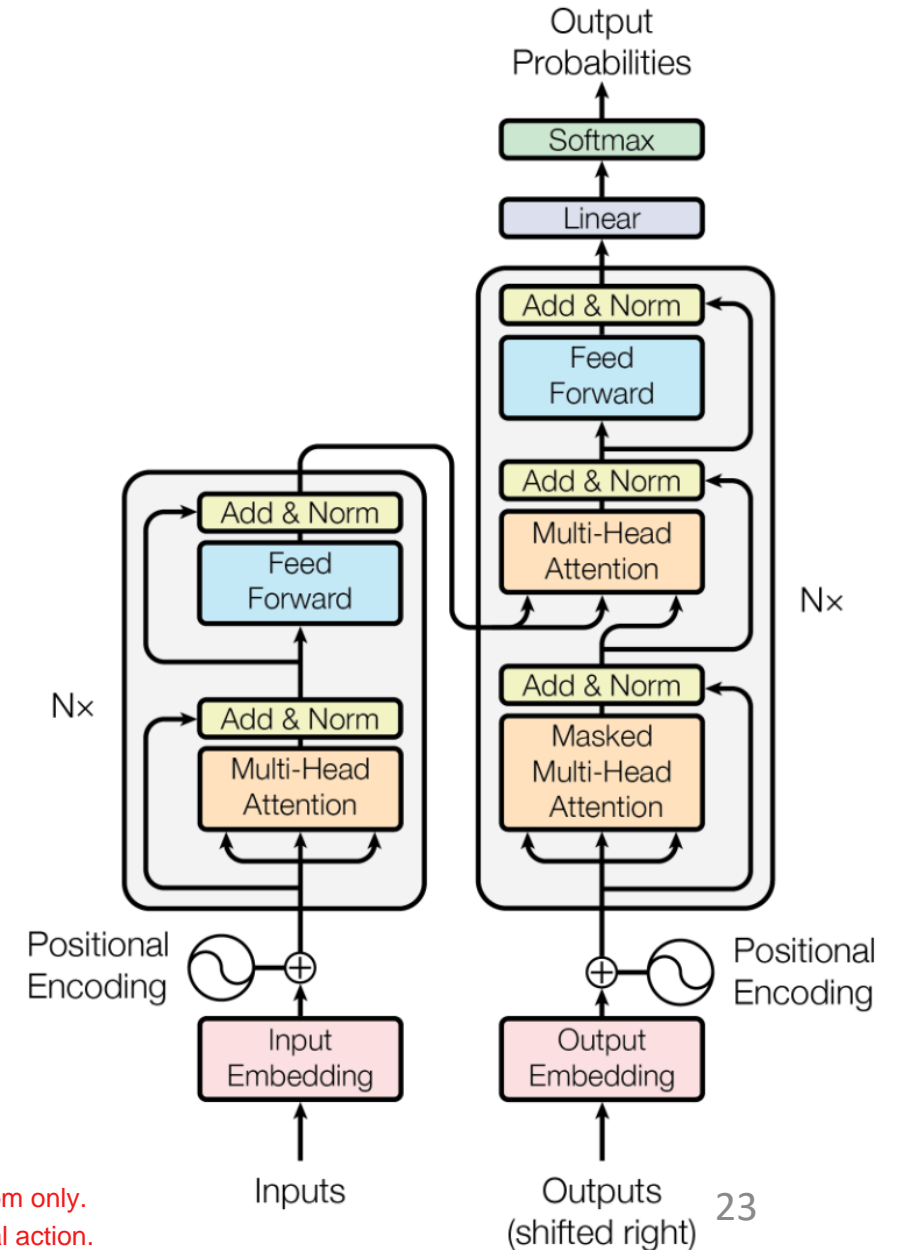 Output
Probabilities
Softmax
Linear
Add & Norm
Feed
Forward
Add & Norm
Multi-Head
Attention
N×
Add & Norm
Masked
Multi-Head
Attention
Add & Norm
Feed
Forward
N×
Add & Norm
Multi-Head
Attention
Positional
Encoding
Positional
Encoding
Input
Embedding
Output
Embedding
Inputs
Outputs
(shifted right)
23
only.
action.